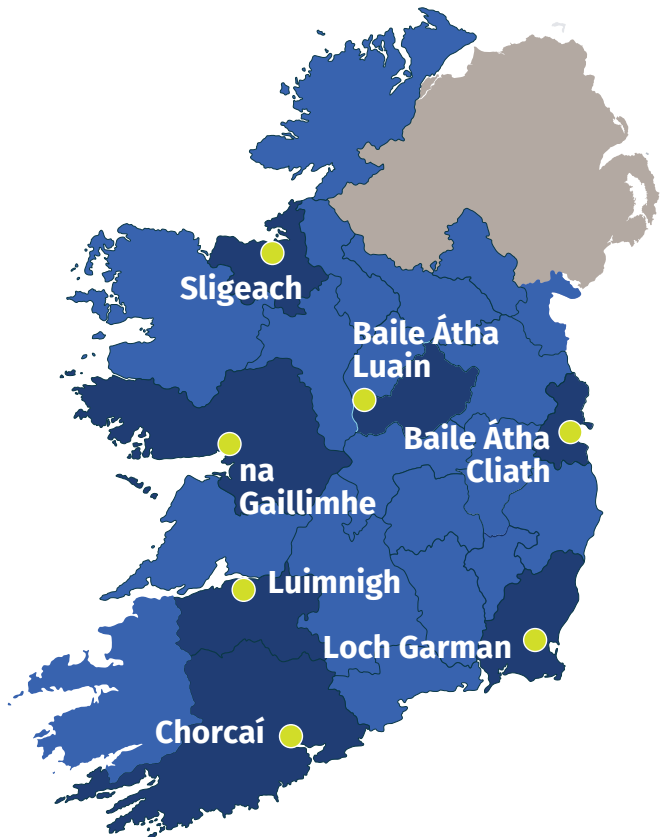 Sligeach
Baile Átha
Luain
Baile Átha
Cliath
na
Gaillimhe
Luimnigh
Loch Garman
Chorcaí